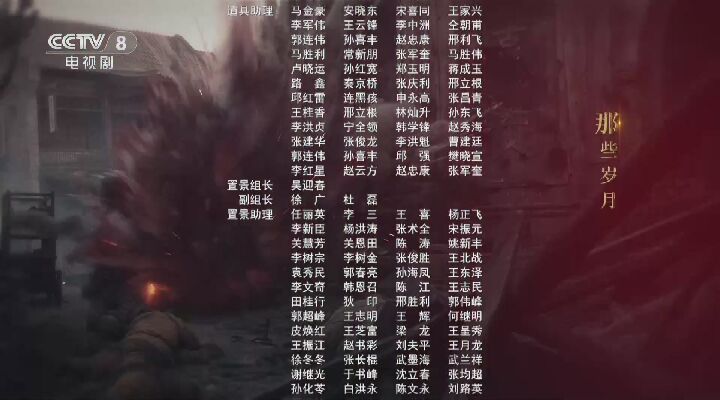 CCTV 8
电视剧
道具助理 马金豪 安晓东 宋喜同 王家兴
李军伟 王云锋 李中洲 仝朝甫
郭连伟 孙喜丰 赵忠康 邢利飞
马胜利 常新朋 张军奎 马胜伟
卢晓运 孙红宽 郑玉明 蒋成玉
路鑫 秦京桥 张庆利 邢立根
邱红雷 连黑孩 申永高 张昌青
王桂香 邢立根 林灿升 孙东飞
李洪贞 宁全领 韩学锋 赵秀海
张建华 张俊龙 李洪魁 曹建廷
郭连伟 孙喜丰 邱强 樊晓宣
李红星 赵云方 赵忠康 张军奎
置景组长 吴迎春
副组长 徐广 杜磊
置景助理 任丽英 李三 王喜 杨正飞
李新臣 杨洪涛 张术全 宋振元
关慧芳 关恩田 陈涛 姚新丰
李树宗 李树金 张俊胜 王北战
袁秀民 郭春亮 孙海凤 王东泽
李文奇 韩恩召 陈江 王志民
田桂行 狄印 邢胜利 郭伟峰
郭超峰 王志明 王辉 何继明
皮焕红 王芝富 梁龙 王呈秀
王振江 赵书彩 刘夫平 王月龙
徐冬冬 张长棍 武墨海 武兰祥
谢继光 于书峰 沈立春 张均超
孙化苓 白洪永 陈文永 刘路英
那些岁月